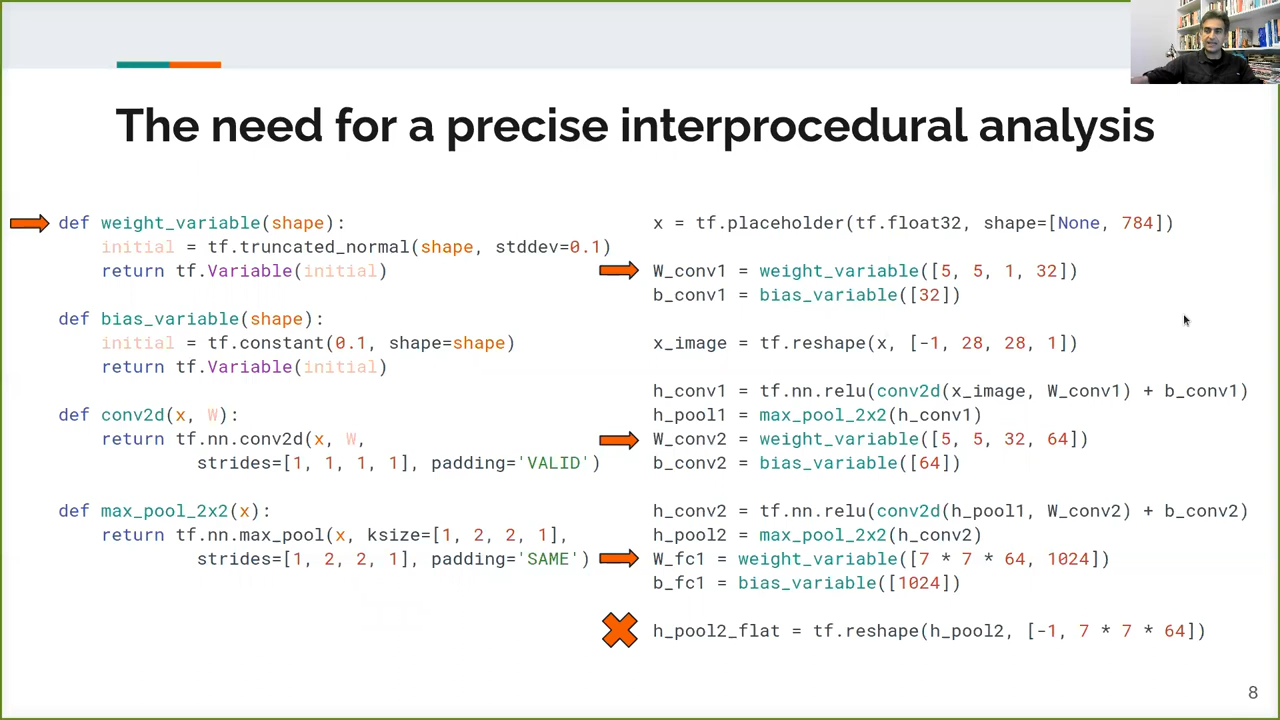 The need for a precise interprocedural analysis
def weight_variable(shape):
initial = tf.truncated_normal(shape, stddev=0.1)
return tf.Variable(initial)
def bias_variable(shape):
initial = tf.constant(0.1, shape=shape)
return tf.Variable(initial)
def conv2d(x, W):
return tf.nn.conv2d(x, W,
strides=[1, 1, 1, 1], padding='VALID')
def max_pool_2x2(x):
return tf.nn.max_pool(x, ksize=[1, 2, 2, 1],
strides=[1, 2, 2, 1], padding='SAME')
x = tf.placeholder(tf.float32, shape=[None, 784])
W_conv1 = weight_variable([5, 5, 1, 32])
b_conv1 = bias_variable([32])
x_image = tf.reshape(x, [-1, 28, 28, 1])
h_conv1 = tf.nn.relu(conv2d(x_image, W_conv1) + b_conv1)
h_pool1 = max_pool_2x2(h_conv1)
W_conv2 = weight_variable([5, 5, 32, 64])
b_conv2 = bias_variable([64])
h_conv2 = tf.nn.relu(conv2d(h_pool1, W_conv2) + b_conv2)
h_pool2 = max_pool_2x2(h_conv2)
W_fc1 = weight_variable([7 * 7 * 64, 1024])
b_fc1 = bias_variable([1024])
h_pool2_flat = tf.reshape(h_pool2, [-1, 7 * 7 * 64])
8